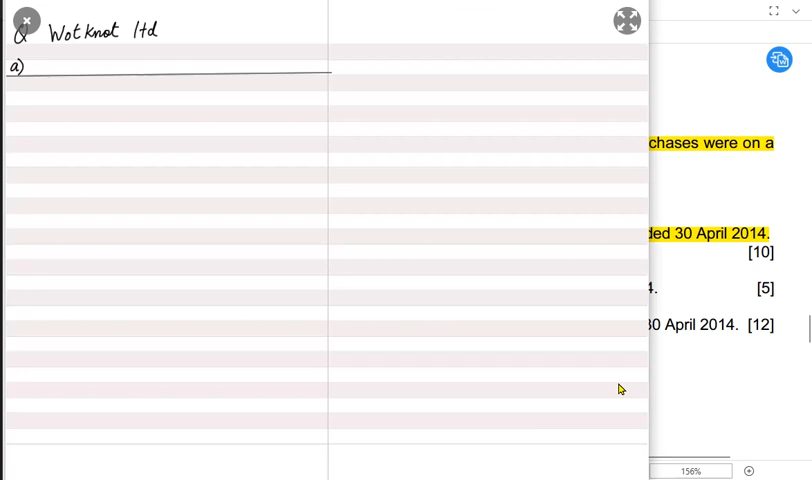 Q Wotknot ltd
a)
chases were on a
ded 30 April 2014.
[10]
4. [5]
30 April 2014. [12]
156%